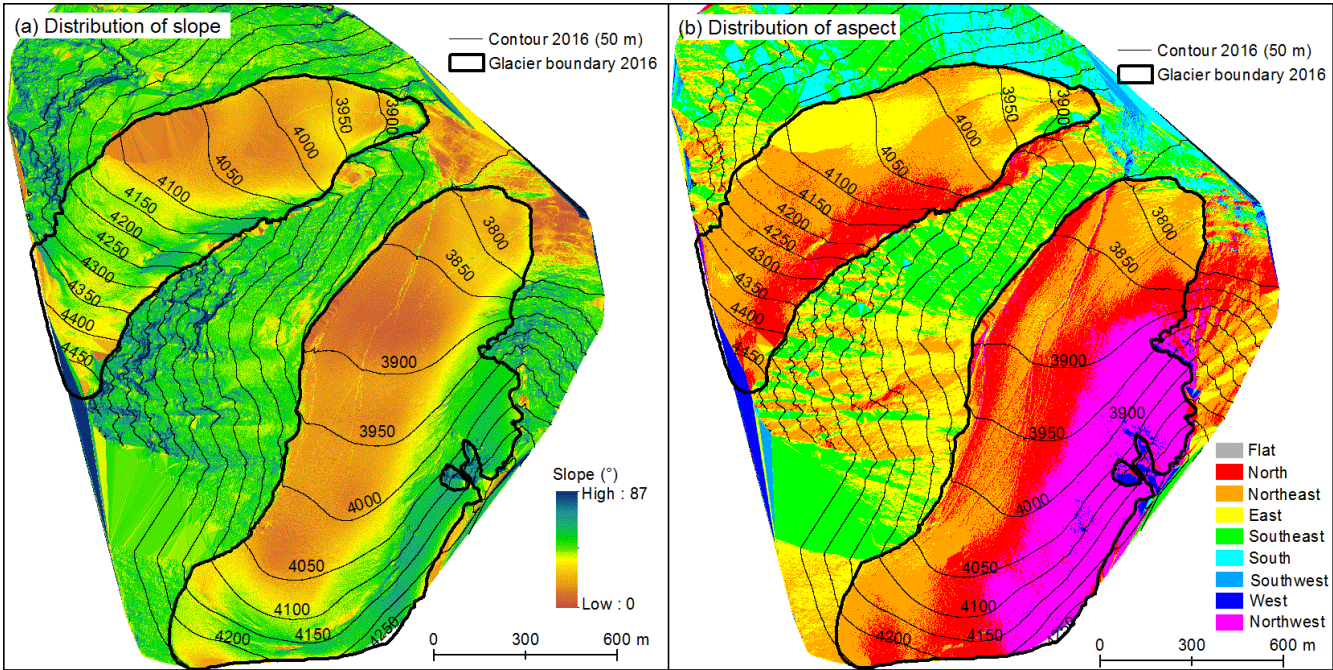 (a) Distribution of slope
Contour 2016 (50 m)
Glacier boundary 2016
3950
3900
4000
4050
4100
4150
4200
4250
4300
4350
4400
4450
3800
3850
3900
3950
4000
4050
4100
4150
4200
4250
Slope (°)
High : 87
Low : 0
0 300 600 m
(b) Distribution of aspect
Contour 2016 (50 m)
Glacier boundary 2016
3950
3900
4000
4050
4100
4150
4200
4250
4300
4350
4400
4450
3800
3850
3900
3900
3950
4000
4050
4100
4150
4200
4250
Flat
North
Northeast
East
Southeast
South
Southwest
West
Northwest
0 300 600 m